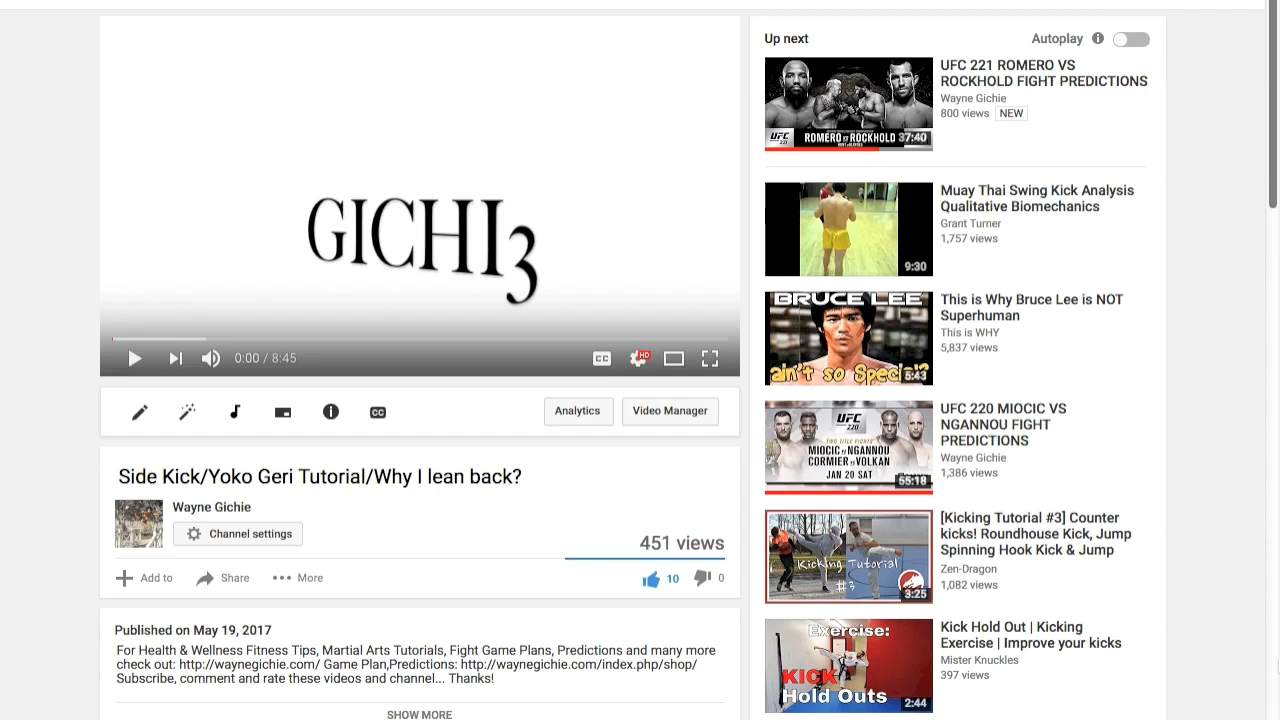 GICHI3
0:00 / 8:45
CC
HD
CC
Analytics
Video Manager
Side Kick/Yoko Geri Tutorial/Why I lean back?
Wayne Gichie
Channel settings
451 views
Add to
Share
More
10
0
Published on May 19, 2017
For Health & Wellness Fitness Tips, Martial Arts Tutorials, Fight Game Plans, Predictions and many more
check out: http://waynegichie.com/ Game Plan,Predictions: http://waynegichie.com/index.php/shop/
Subscribe, comment and rate these videos and channel... Thanks!
SHOW MORE
Up next
Autoplay
UFC 221
ROMERO VS ROCKHOLD
37:40
UFC 221 ROMERO VS
ROCKHOLD FIGHT PREDICTIONS
Wayne Gichie
800 views NEW
9:30
Muay Thai Swing Kick Analysis
Qualitative Biomechanics
Grant Turner
1,757 views
BRUCE LEE
ain't so Special?
5:43
This is Why Bruce Lee is NOT
Superhuman
This is WHY
5,837 views
UFC
220
TWO TITLE FIGHTS
MIOCIC VS NGANNOU
CORMIER VS VOLKAN
JAN 20 SAT
55:18
UFC 220 MIOCIC VS
NGANNOU FIGHT
PREDICTIONS
Wayne Gichie
1,386 views
Kicking Tutorial
#3
3:25
[Kicking Tutorial #3] Counter
kicks! Roundhouse Kick, Jump
Spinning Hook Kick & Jump
Zen-Dragon
1,082 views
Exercise:
KICK
Hold Outs
2:44
Kick Hold Out | Kicking
Exercise | Improve your kicks
Mister Knuckles
397 views